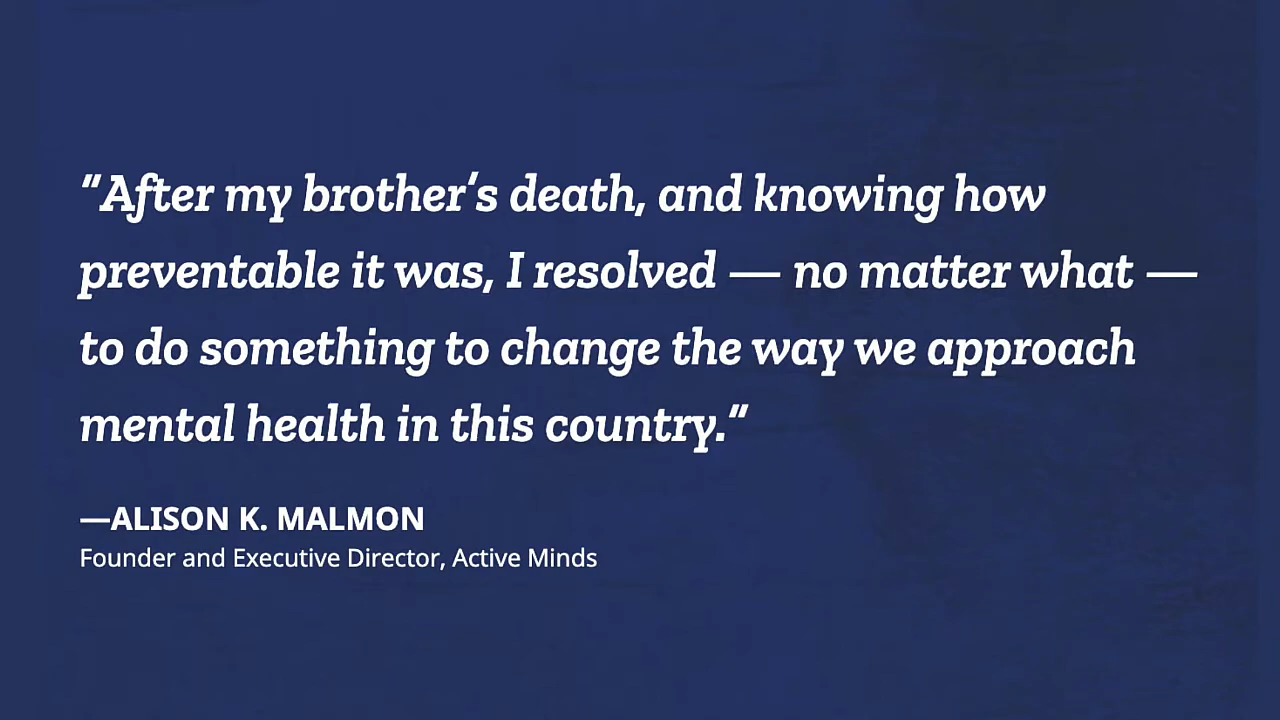 "After my brother's death, and knowing how
preventable it was, I resolved — no matter what —
to do something to change the way we approach
mental health in this country."
—ALISON K. MALMON
Founder and Executive Director, Active Minds